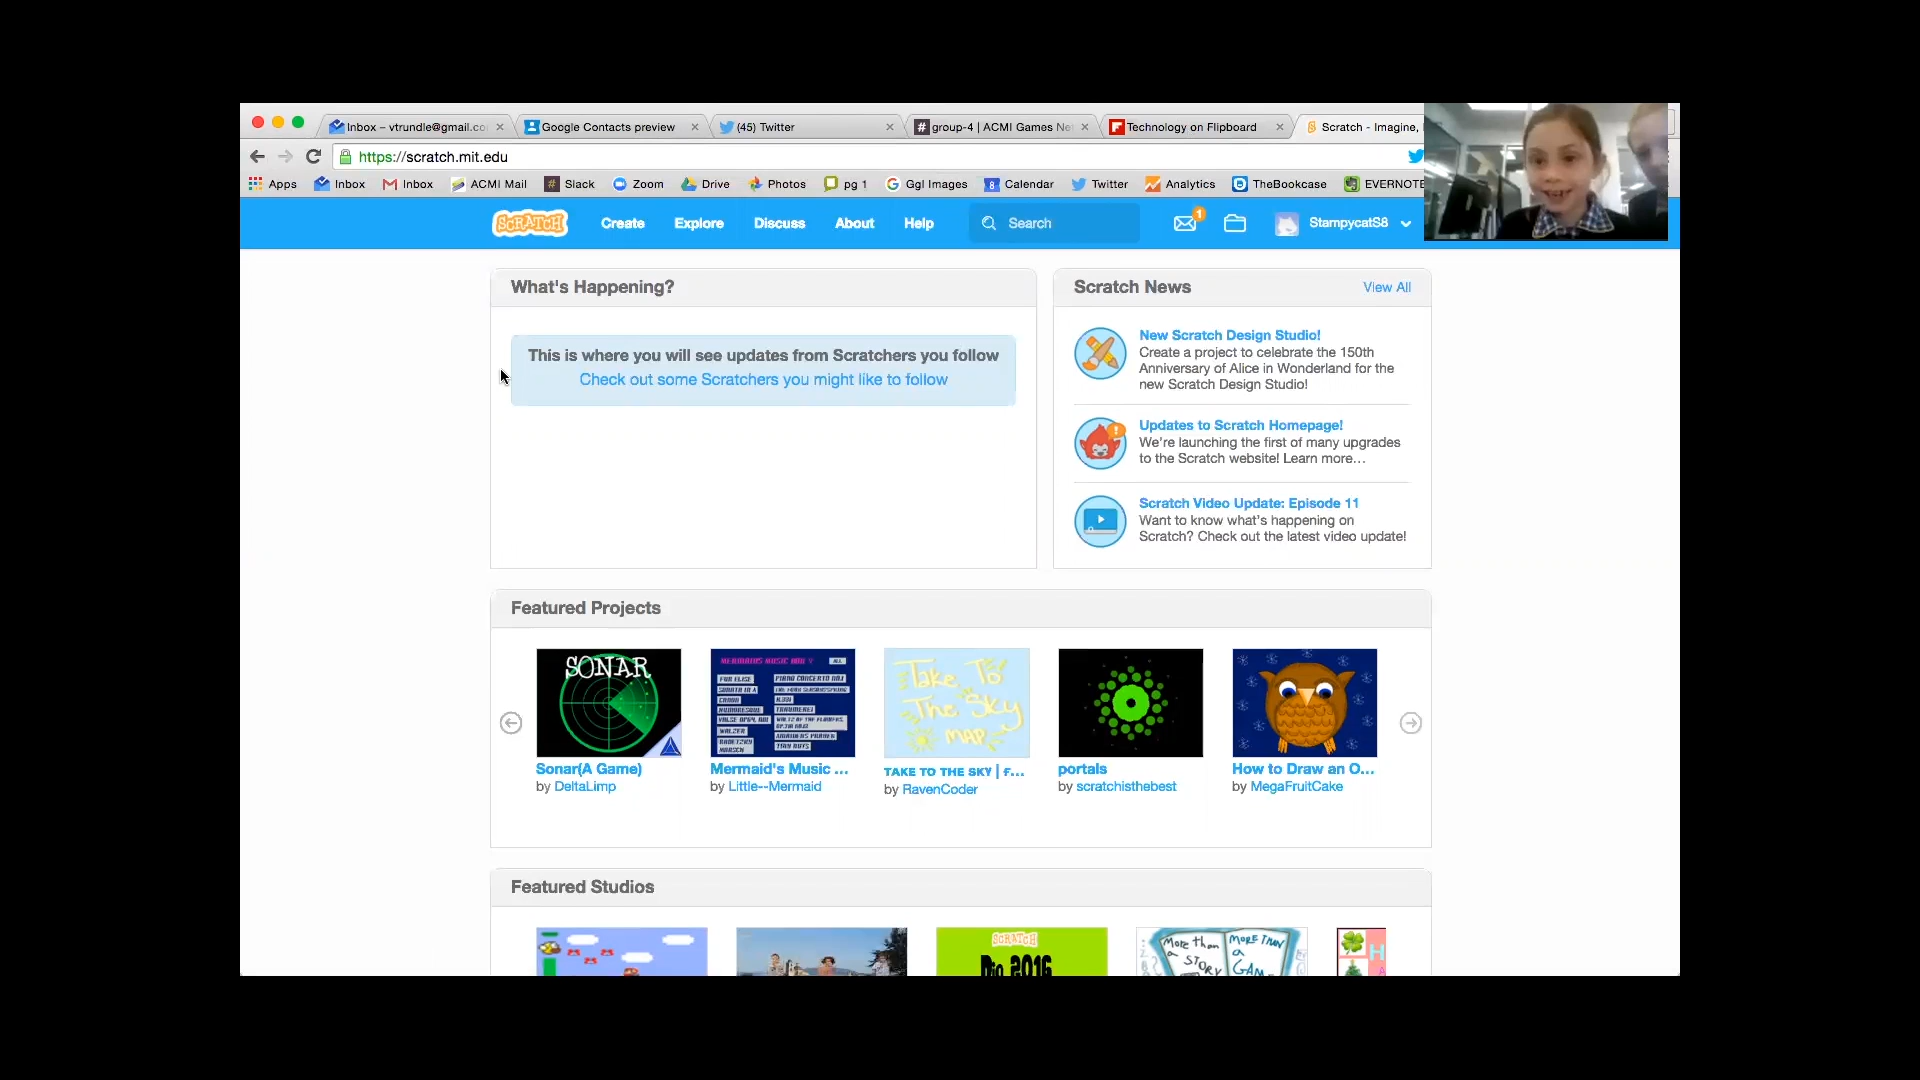 Inbox – vtrundle@gmail.co
Google Contacts preview
(45) Twitter
group-4 | ACMI Games Ne
Technology on Flipboard
Scratch - Imagine,
https://scratch.mit.edu
Apps
Inbox
Inbox
ACMI Mail
Slack
Zoom
Drive
Photos
pg 1
Ggl Images
Calendar
Twitter
Analytics
TheBookcase
EVERNOTE
SCRATCH
Create
Explore
Discuss
About
Help
Search
1
StampycatS8
What's Happening?
This is where you will see updates from Scratchers you follow
Check out some Scratchers you might like to follow
Scratch News
View All
New Scratch Design Studio!
Create a project to celebrate the 150th
Anniversary of Alice in Wonderland for the
new Scratch Design Studio!
Updates to Scratch Homepage!
We're launching the first of many upgrades
to the Scratch website! Learn more…
Scratch Video Update: Episode 11
Want to know what's happening on
Scratch? Check out the latest video update!
Featured Projects
SONAR
Take To
The Sky
MAP
Sonar(A Game)
by DeltaLimp
Mermaid's Music ...
by Little--Mermaid
TAKE TO THE SKY | F...
by RavenCoder
portals
by scratchisthebest
How to Draw an O...
by MegaFruitCake
Featured Studios
SCRATCH
Rio 2016
More than
a STORY
MORE THAN
a
GAME
H